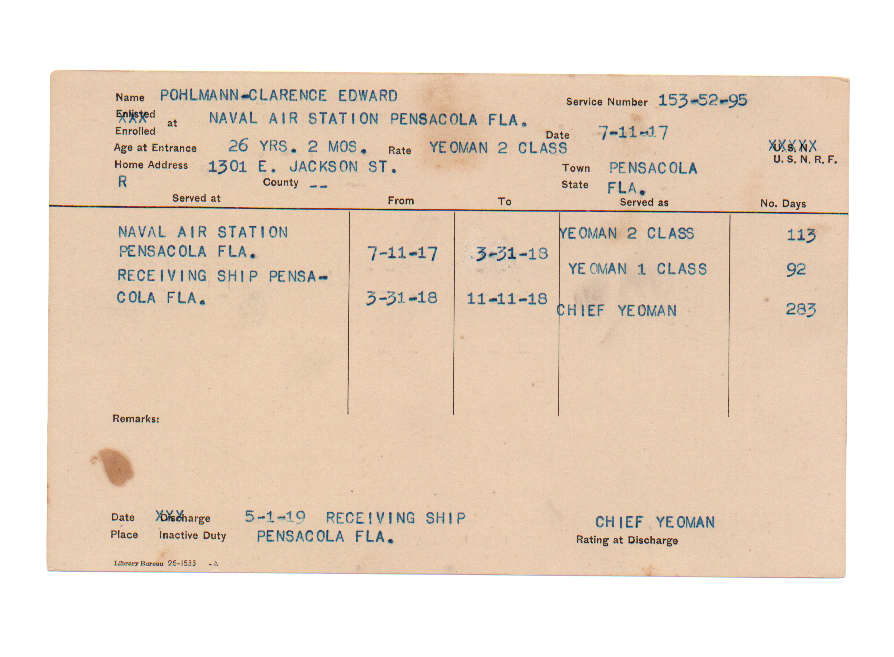 Name POHLMANN-CLARENCE EDWARD Service Number 153-52-95
Enlisted
Enrolled at NAVAL AIR STATION PENSACOLA FLA. Date 7-11-17
Age at Entrance 26 YRS. 2 MOS. Rate YEOMAN 2 CLASS U.S.N.
U. S. N. R. F.
Home Address 1301 E. JACKSON ST. Town PENSACOLA
R County -- State FLA.
Served at From To Served as No. Days
NAVAL AIR STATION YEOMAN 2 CLASS 113
PENSACOLA FLA. 7-11-17 3-31-18
RECEIVING SHIP PENSA- YEOMAN 1 CLASS 92
COLA FLA. 3-31-18 11-11-18
CHIEF YEOMAN 283
Remarks:
Date Discharge 5-1-19 RECEIVING SHIP CHIEF YEOMAN
Place Inactive Duty PENSACOLA FLA. Rating at Discharge
Library Bureau 26-1535